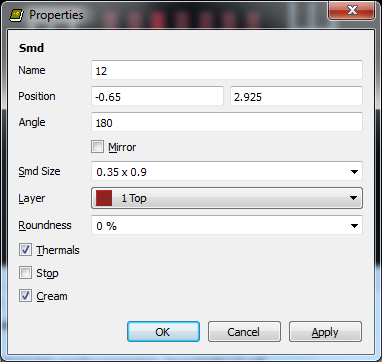 Properties
Smd
Name 12
Position -0.65 2.925
Angle 180
Mirror
Smd Size 0.35 x 0.9
Layer 1 Top
Roundness 0 %
Thermals
Stop
Cream
OK Cancel Apply